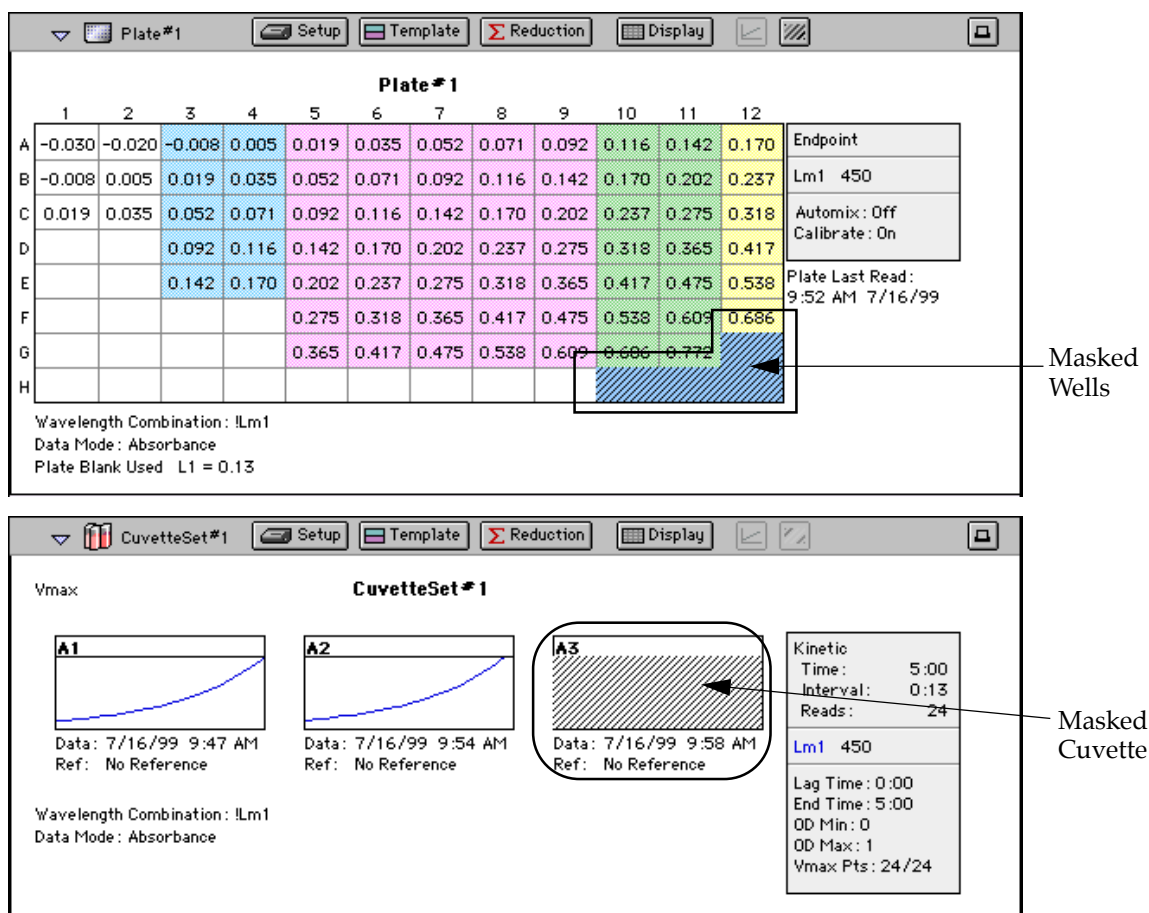 Plate#1 Setup Template Reduction Display
Plate#1
1 2 3 4 5 6 7 8 9 10 11 12
A -0.030 -0.020 -0.008 0.005 0.019 0.035 0.052 0.071 0.092 0.116 0.142 0.170
B -0.008 0.005 0.019 0.035 0.052 0.071 0.092 0.116 0.142 0.170 0.202 0.237
C 0.019 0.035 0.052 0.071 0.092 0.116 0.142 0.170 0.202 0.237 0.275 0.318
D 0.092 0.116 0.142 0.170 0.202 0.237 0.275 0.318 0.365 0.417
E 0.142 0.170 0.202 0.237 0.275 0.318 0.365 0.417 0.475 0.538
F 0.275 0.318 0.365 0.417 0.475 0.538 0.609 0.686
G 0.365 0.417 0.475 0.538 0.609 0.686 0.772
H
Endpoint
Lm1 450
Automix: Off
Calibrate: On
Plate Last Read:
9:52 AM 7/16/99
Masked
Wells
Wavelength Combination: !Lm1
Data Mode: Absorbance
Plate Blank Used L1 = 0.13
CuvetteSet#1 Setup Template Reduction Display
Vmax
CuvetteSet#1
A1
Data: 7/16/99 9:47 AM
Ref: No Reference
A2
Data: 7/16/99 9:54 AM
Ref: No Reference
A3
Data: 7/16/99 9:58 AM
Ref: No Reference
Kinetic
Time: 5:00
Interval: 0:13
Reads: 24
Lm1 450
Lag Time: 0:00
End Time: 5:00
OD Min: 0
OD Max: 1
Vmax Pts: 24/24
Masked
Cuvette
Wavelength Combination: !Lm1
Data Mode: Absorbance